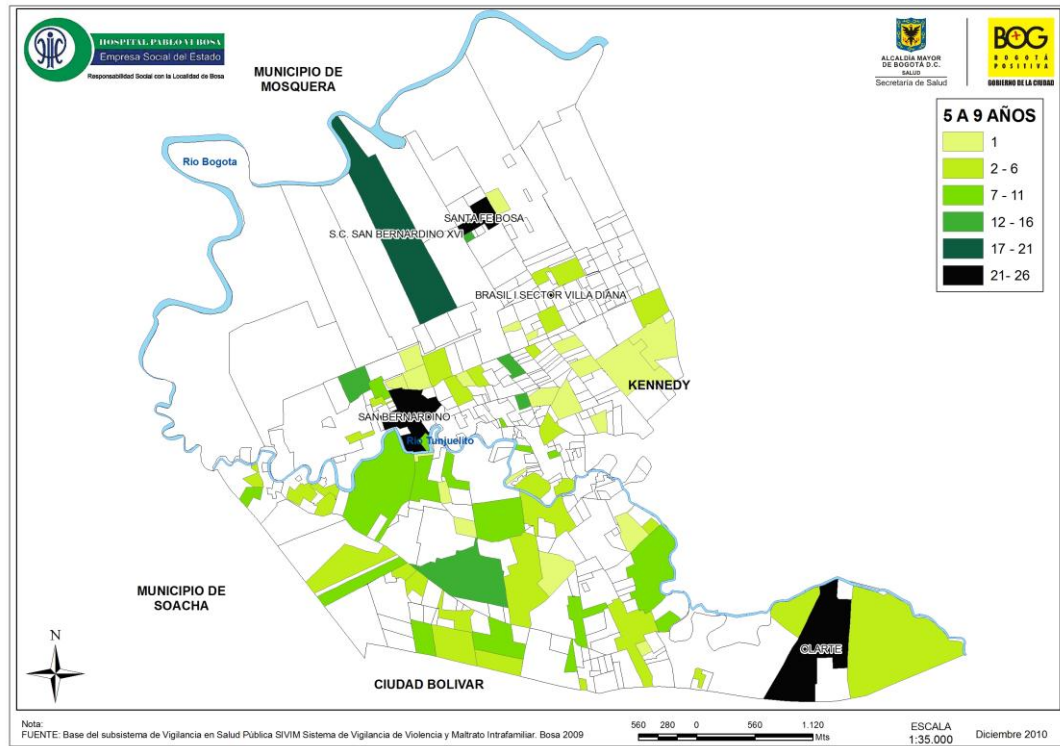 HOSPITAL PABLO VI BOSA
Empresa Social del Estado
Responsabilidad Social con la Localidad de Bosa
ALCALDÍA MAYOR
DE BOGOTÁ D.C.
SALUD
Secretaría de Salud
BOG
BOGOTÁ
POSITIVA
GOBIERNO DE LA CIUDAD
MUNICIPIO DE
MOSQUERA
5 A 9 AÑOS
1
2 - 6
7 - 11
12 - 16
17 - 21
21- 26
Río Bogota
SANTA FE BOSA
S.C. SAN BERNARDINO XVI
BRASIL I SECTOR VILLA DIANA
KENNEDY
SAN BERNARDINO
Río Tunjuelito
MUNICIPIO DE
SOACHA
OLARTE
CIUDAD BOLIVAR
N
Nota:
FUENTE: Base del subsistema de Vigilancia en Salud Pública SIVIM Sistema de Vigilancia de Violencia y Maltrato Intrafamiliar. Bosa 2009
560 280 0 560 1.120
Mts
ESCALA
1:35.000
Diciembre 2010